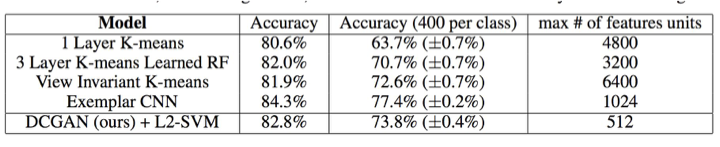 Model Accuracy Accuracy (400 per class) max # of features units
1 Layer K-means 80.6% 63.7% (±0.7%) 4800
3 Layer K-means Learned RF 82.0% 70.7% (±0.7%) 3200
View Invariant K-means 81.9% 72.6% (±0.7%) 6400
Exemplar CNN 84.3% 77.4% (±0.2%) 1024
DCGAN (ours) + L2-SVM 82.8% 73.8% (±0.4%) 512